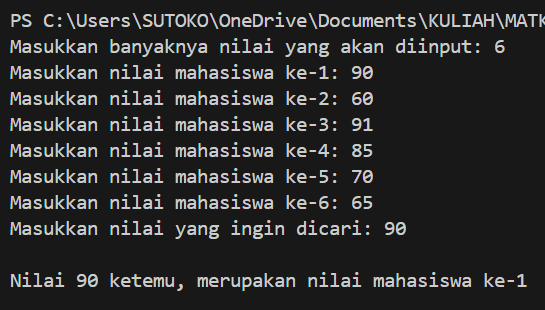 PS C:\Users\SUTOKO\OneDrive\Documents\KULIAH\MATK
Masukkan banyaknya nilai yang akan diinput: 6
Masukkan nilai mahasiswa ke-1: 90
Masukkan nilai mahasiswa ke-2: 60
Masukkan nilai mahasiswa ke-3: 91
Masukkan nilai mahasiswa ke-4: 85
Masukkan nilai mahasiswa ke-5: 70
Masukkan nilai mahasiswa ke-6: 65
Masukkan nilai yang ingin dicari: 90
Nilai 90 ketemu, merupakan nilai mahasiswa ke-1